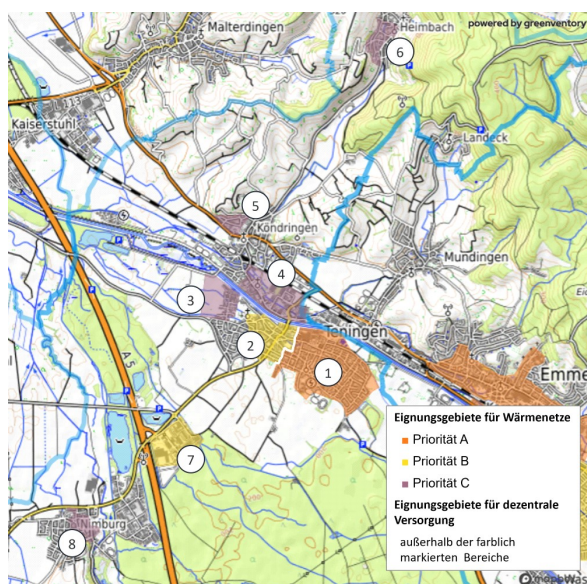 powered by greenventory
Malterdingen
Heimbach
6
L 113
Kaiserstuhl
Landeck
5
Köndringen
Mundingen
4
3
Teningen
2
1
A 5
Emme
7
Nimburg
8
Eignungsgebiete für Wärmenetze
Priorität A
Priorität B
Priorität C
Eignungsgebiete für dezentrale
Versorgung
außerhalb der farblich
markierten Bereiche